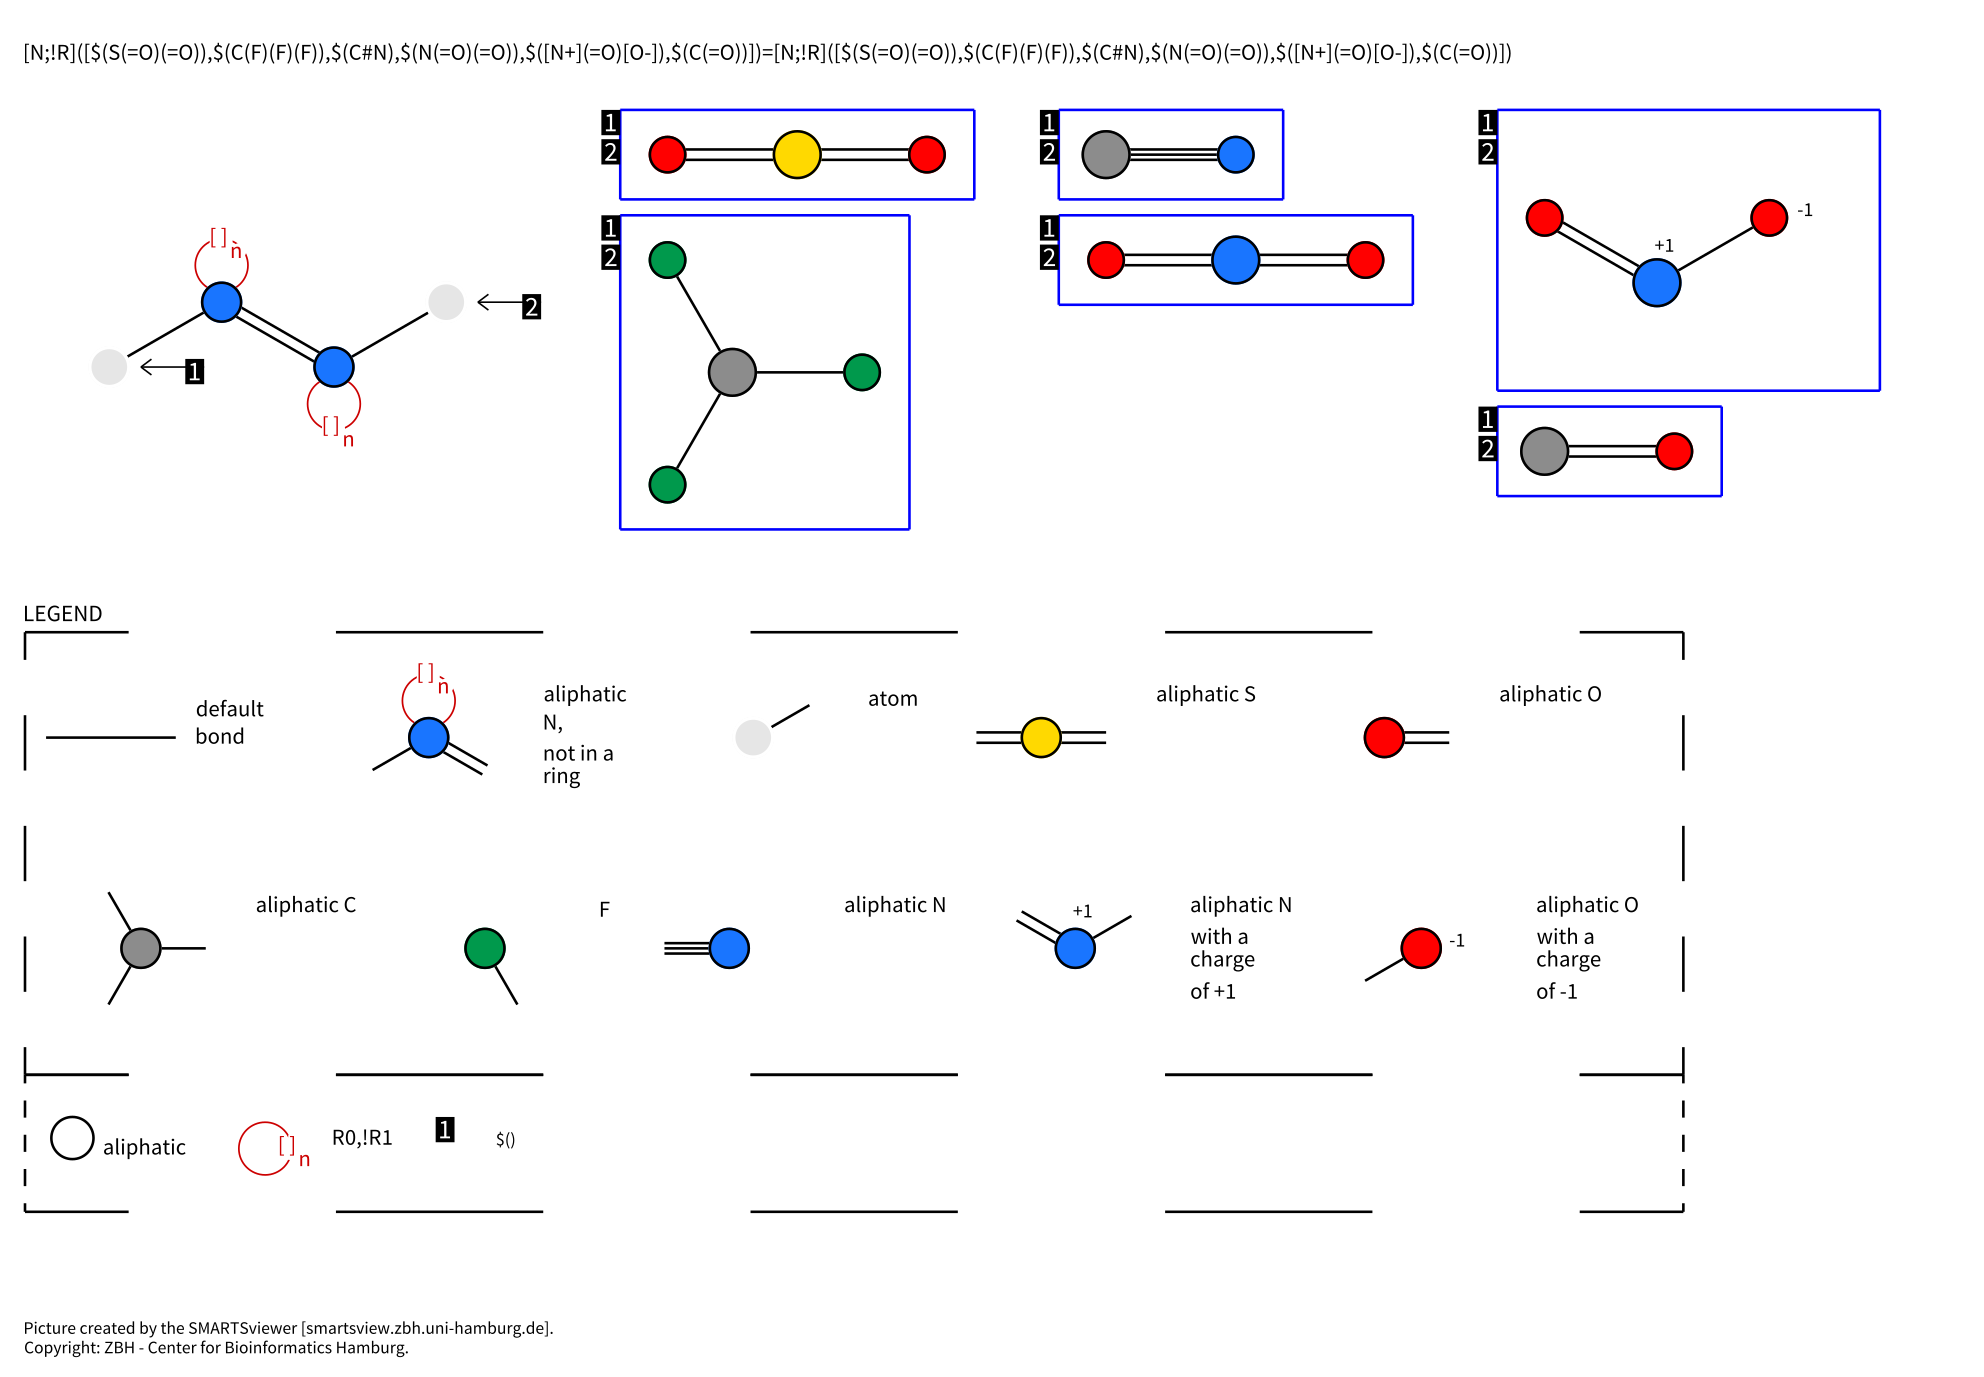 [N;!R]([$(S(=O)(=O)),$(C(F)(F)(F)),$(C#N),$(N(=O)(=O)),$([N+](=O)[O-]),$(C(=O))])=[N;!R]([$(S(=O)(=O)),$(C(F)(F)(F)),$(C#N),$(N(=O)(=O)),$([N+](=O)[O-]),$(C(=O))])
1
2
1
2
1
2
1
2
1
2
1
2
[ ] n
[ ] n
1
2
+1
-1
LEGEND
default
bond
[ ] n
aliphatic
N,
not in a
ring
atom
aliphatic S
aliphatic O
aliphatic C
F
aliphatic N
+1
aliphatic N
with a
charge
of +1
-1
aliphatic O
with a
charge
of -1
aliphatic
[ ] n
R0,!R1
1
$()
Picture created by the SMARTSviewer [smartsview.zbh.uni-hamburg.de].
Copyright: ZBH - Center for Bioinformatics Hamburg.